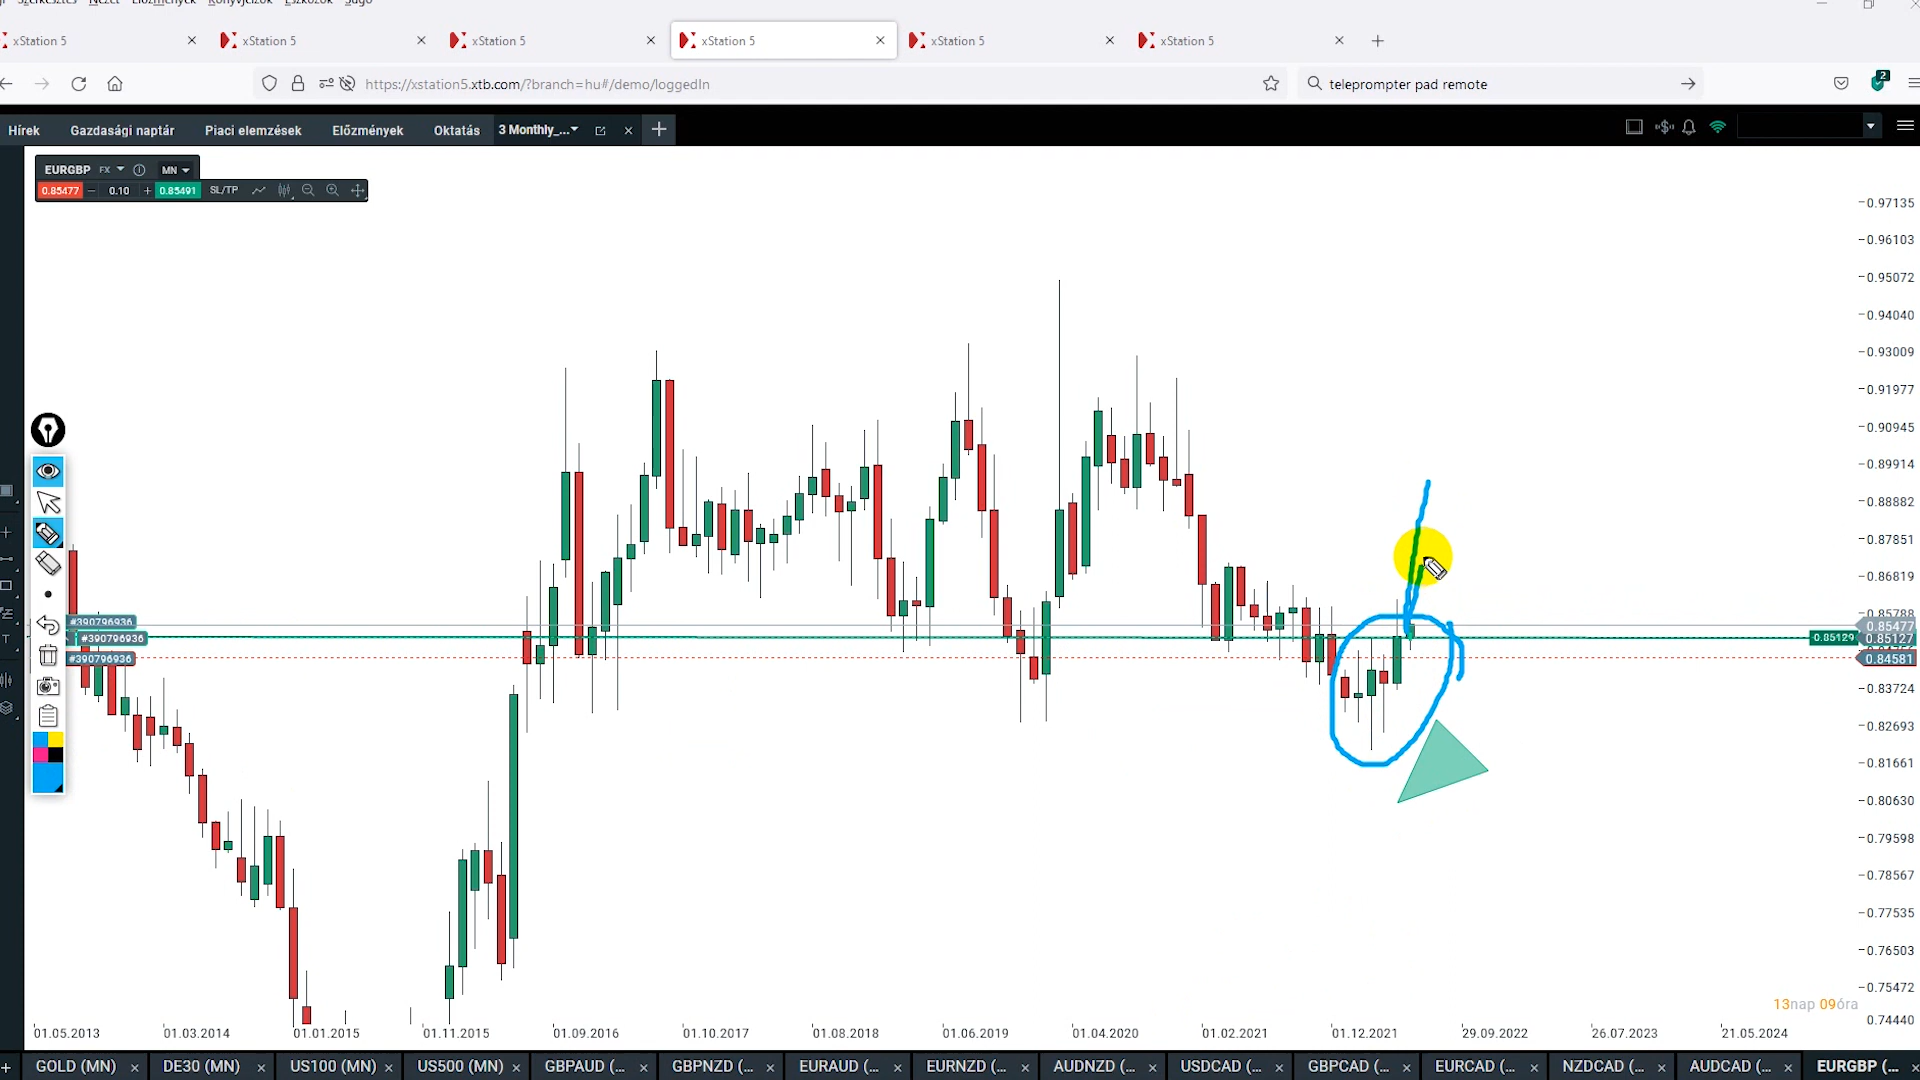 Szerkesztés Nézet Előzmények Könyvjelzők Eszközök Súgó
xStation 5
xStation 5
xStation 5
xStation 5
xStation 5
xStation 5
https://xstation5.xtb.com/?branch=hu#/demo/loggedIn
teleprompter pad remote
2
Hírek Gazdasági naptár Piaci elemzések Előzmények Oktatás 3 Monthly_...
EURGBP FX MN
0.85477 0.10 0.85491 SL/TP
0.97135
0.96103
0.95072
0.94040
0.93009
0.91977
0.90945
0.89914
0.88882
0.87851
0.86819
0.85788
#390796936
0.85477
#390796936
0.85129
0.85127
#390796936
0.84581
0.83724
0.82693
0.81661
0.80630
0.79598
0.78567
0.77535
0.76503
0.75472
13nap 09óra
0.74440
01.05.2013 01.03.2014 01.01.2015 01.11.2015 01.09.2016 01.10.2017 01.08.2018 01.06.2019 01.04.2020 01.02.2021 01.12.2021 29.09.2022 26.07.2023 21.05.2024
GOLD (MN) DE30 (MN) US100 (MN) US500 (MN) GBPAUD (... GBPNZD (... EURAUD (... EURNZD (... AUDNZD (... USDCAD (... GBPCAD (... EURCAD (... NZDCAD (... AUDCAD (... EURGBP (...